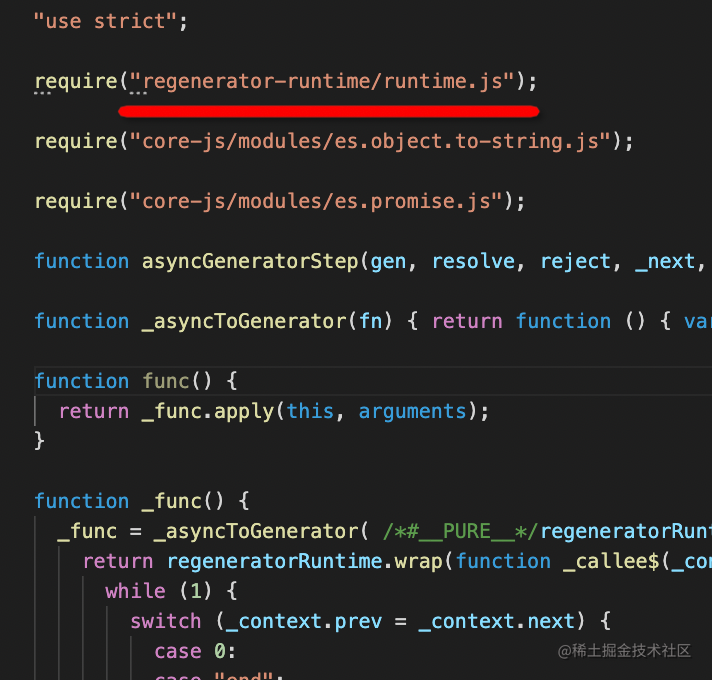 "use strict";
require("regenerator-runtime/runtime.js");
require("core-js/modules/es.object.to-string.js");
require("core-js/modules/es.promise.js");
function asyncGeneratorStep(gen, resolve, reject, _next,
function _asyncToGenerator(fn) { return function () { va
function func() {
return _func.apply(this, arguments);
}
function _func() {
_func = _asyncToGenerator( /*#__PURE__*/regeneratorRun
return regeneratorRuntime.wrap(function _callee$(_con
while (1) {
switch (_context.prev = _context.next) {
case 0:
case "end":
@稀土掘金技术社区